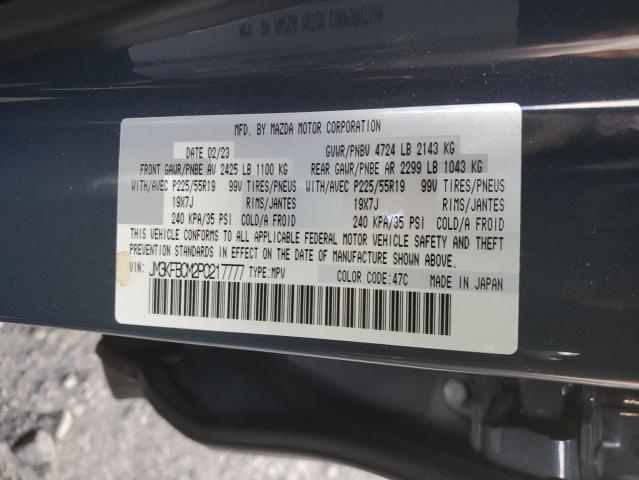 MFD. BY MAZDA MOTOR CORPORATION
DATE 02/23 GVWR/PNBV 4724 LB 2143 KG
FRONT GAWR/PNBE AV 2425 LB 1100 KG REAR GAWR/PNBE AR 2299 LB 1043 KG
WITH/AVEC P225/55R19 99V TIRES/PNEUS WITH/AVEC P225/55R19 99V TIRES/PNEUS
19X7J RIMS/JANTES 19X7J RIMS/JANTES
240 KPA/35 PSI COLD/A FROID 240 KPA/35 PSI COLD/A FROID
THIS VEHICLE CONFORMS TO ALL APPLICABLE FEDERAL MOTOR VEHICLE SAFETY AND THEFT
PREVENTION STANDARDS IN EFFECT ON THE DATE OF MANUFACTURE SHOWN ABOVE.
VIN: JM3KFBCM2P0217777 TYPE: MPV COLOR CODE: 47C MADE IN JAPAN